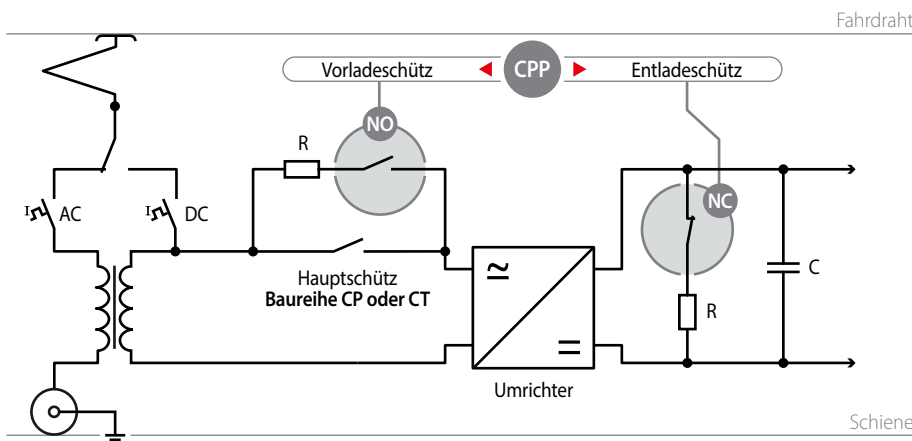 Fahrdraht
Vorladeschütz
CPP
Entladeschütz
NO
R
NC
I
AC
I
DC
Hauptschütz
Baureihe CP oder CT
C
R
Umrichter
Schiene